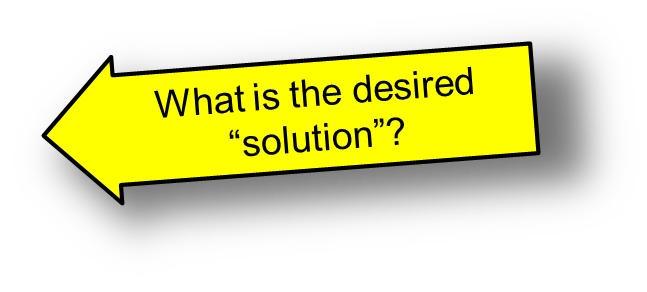 What is the desired
“solution”?